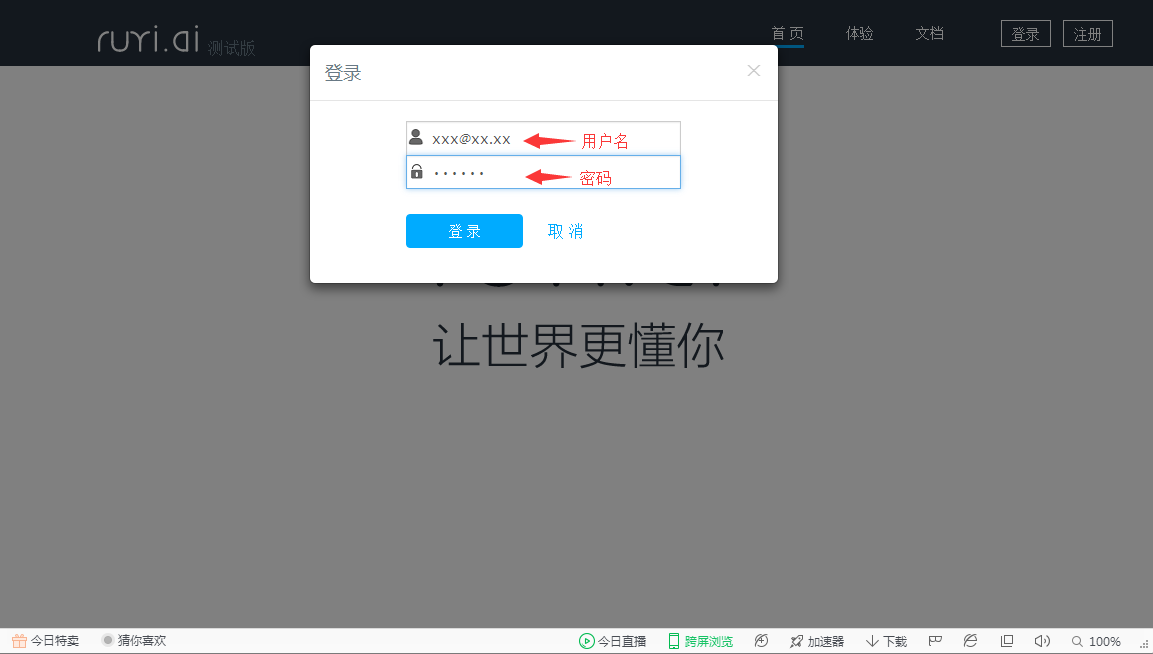 ruyi.ai 测试版
首页 体验 文档 登录 注册
登录
xxx@xx.xx 用户名
······ 密码
登录 取消
让世界更懂你
今日特卖 猜你喜欢 今日直播 跨屏浏览 加速器 下载 100%